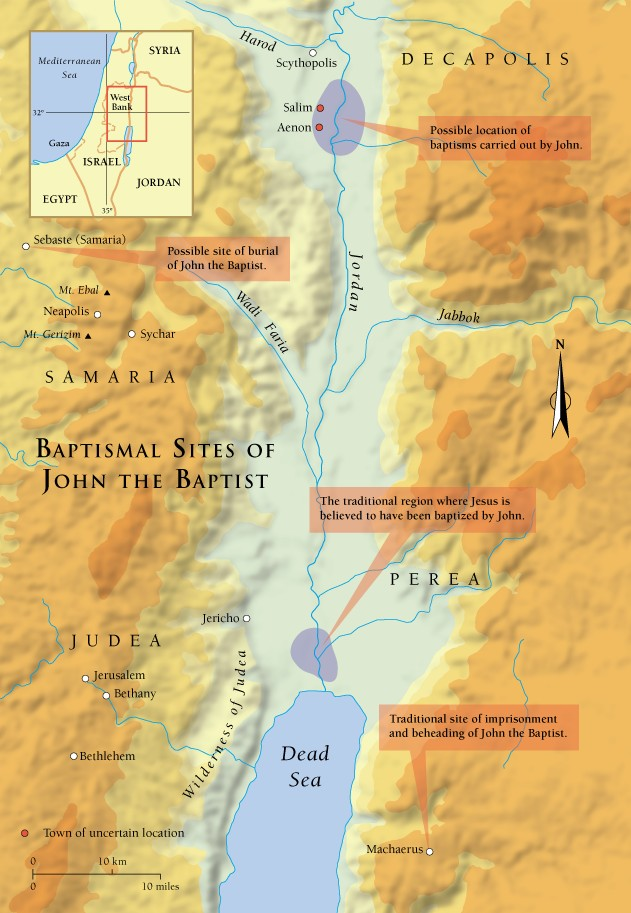 Harod
Scythopolis
DECAPOLIS
Mediterranean
Sea
SYRIA
West
Bank
32°
Gaza
ISRAEL
JORDAN
EGYPT
35°
Salim
Aenon
Possible location of
baptisms carried out by John.
Sebaste (Samaria)
Possible site of burial
of John the Baptist.
Jordan
Mt. Ebal
Neapolis
Mt. Gerizim
Sychar
Wadi Faria
Jabbok
N
SAMARIA
BAPTISMAL SITES OF
JOHN THE BAPTIST
The traditional region where Jesus is
believed to have been baptized by John.
PEREA
Jericho
JUDEA
Jerusalem
Bethany
Wilderness of Judea
Bethlehem
Dead
Sea
Traditional site of imprisonment
and beheading of John the Baptist.
Machaerus
Town of uncertain location
0 10 km
0 10 miles